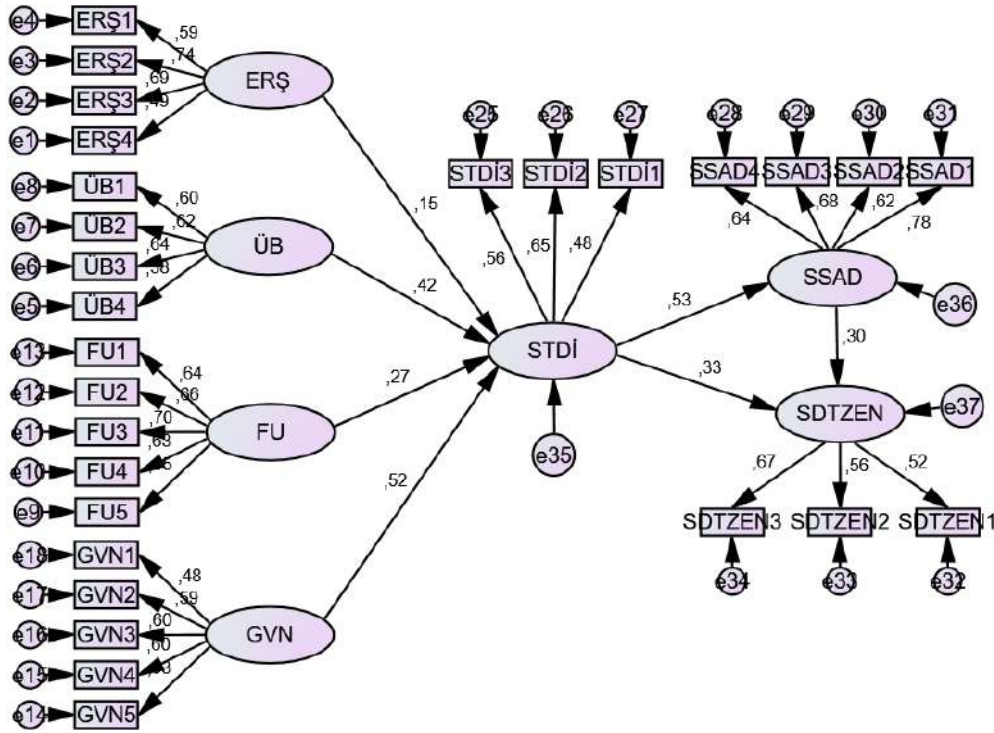 e4 ERŞ1 ,59
e3 ERŞ2 ,74
e2 ERŞ3 ,69
e1 ERŞ4 ,49
ERŞ
e8 ÜB1 ,60
e7 ÜB2 ,62
e6 ÜB3 ,64
e5 ÜB4
ÜB
e13 FU1 ,64
e12 FU2 ,66
e11 FU3 ,70
e10 FU4 ,63
e9 FU5
FU
e18 GVN1 ,48
e17 GVN2 ,59
e16 GVN3 ,60
e15 GVN4 ,60
e14 GVN5
GVN
,15
,42
,27
,52
e25 e26 e27
STDİ3 STDİ2 STDİ1
,56 ,65 ,48
STDİ
e35
,53
,33
e28 e29 e30 e31
SSAD4 SSAD3 SSAD2 SSAD1
,64 ,68 ,62 ,78
SSAD
e36
,30
SDTZEN
e37
,67 ,56 ,52
SDTZEN3 SDTZEN2 SDTZEN1
e34 e33 e32